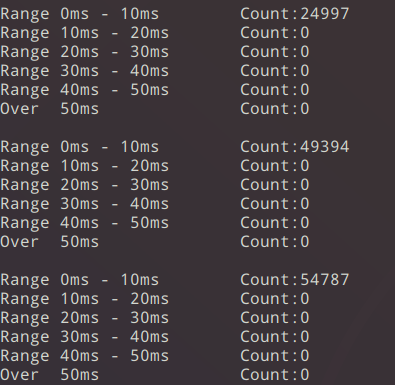 Range 0ms - 10ms Count:24997
Range 10ms - 20ms Count:0
Range 20ms - 30ms Count:0
Range 30ms - 40ms Count:0
Range 40ms - 50ms Count:0
Over 50ms Count:0

Range 0ms - 10ms Count:49394
Range 10ms - 20ms Count:0
Range 20ms - 30ms Count:0
Range 30ms - 40ms Count:0
Range 40ms - 50ms Count:0
Over 50ms Count:0

Range 0ms - 10ms Count:54787
Range 10ms - 20ms Count:0
Range 20ms - 30ms Count:0
Range 30ms - 40ms Count:0
Range 40ms - 50ms Count:0
Over 50ms Count:0